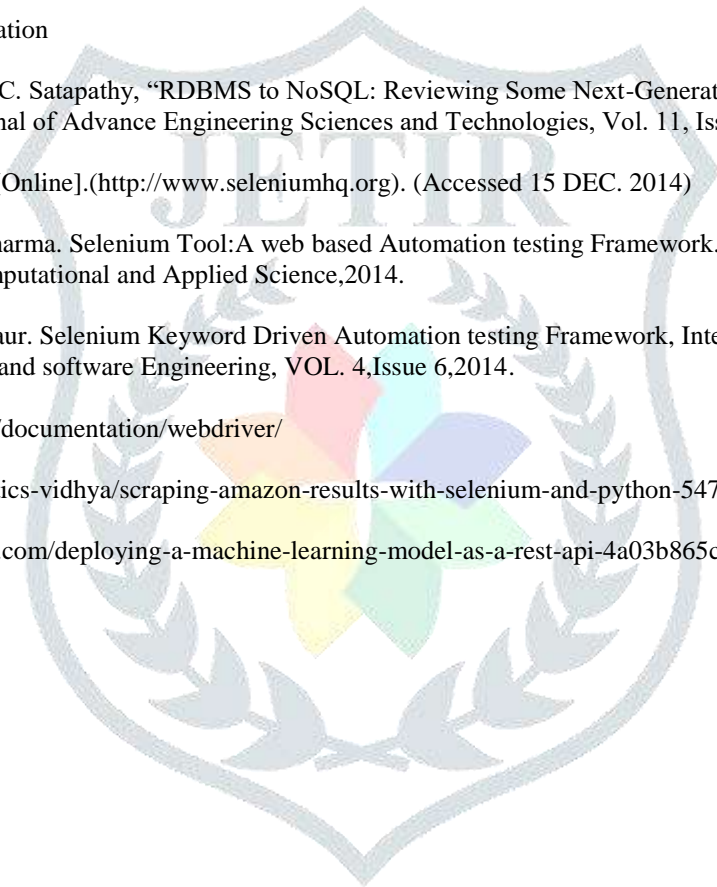 ation
C. Satapathy, “RDBMS to NoSQL: Reviewing Some Next-Generat
nal of Advance Engineering Sciences and Technologies, Vol. 11, Iss
[Online].(http://www.seleniumhq.org). (Accessed 15 DEC. 2014)
JETIR
harma. Selenium Tool:A web based Automation testing Framework.
nputational and Applied Science,2014.
aur. Selenium Keyword Driven Automation testing Framework, Inte
and software Engineering, VOL. 4,Issue 6,2014.
/documentation/webdriver/
tics-vidhya/scraping-amazon-results-with-selenium-and-python-547
.com/deploying-a-machine-learning-model-as-a-rest-api-4a03b865c